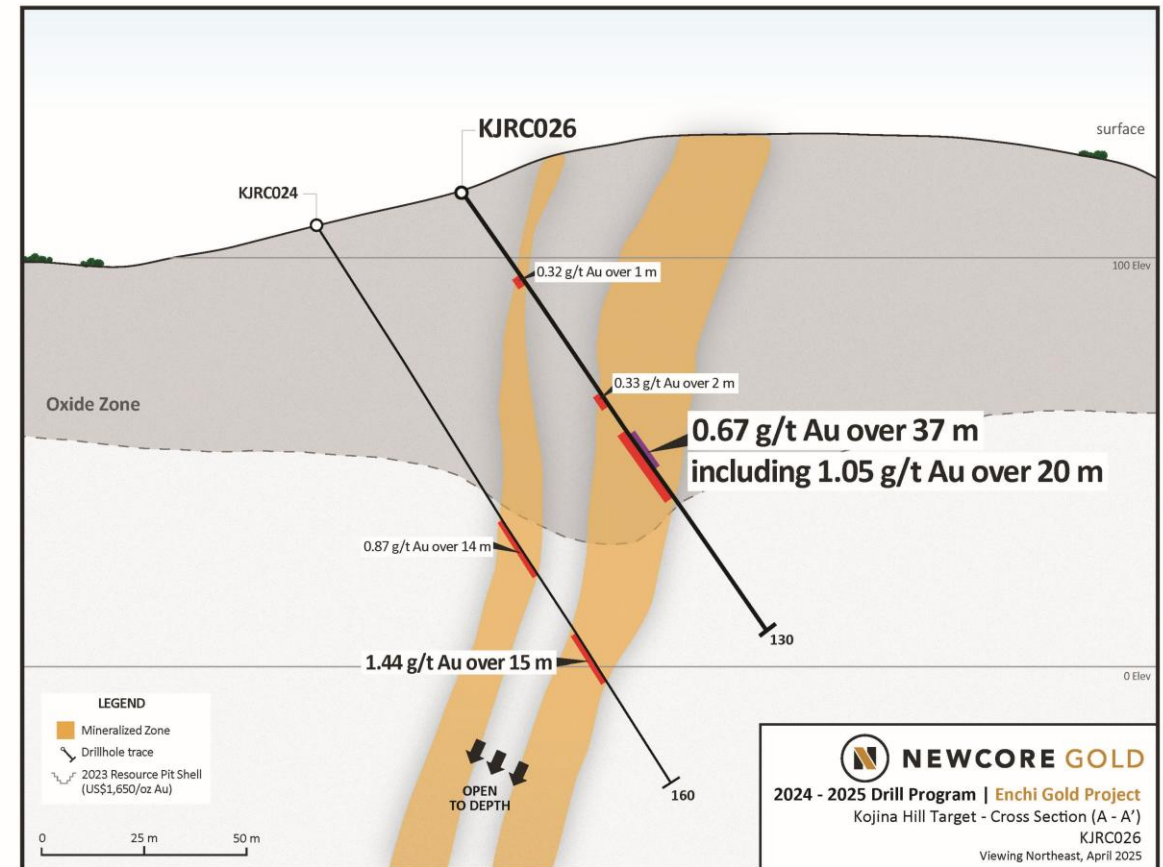 KJRC026
surface
KJRC024
100 Elev
0.32 g/t Au over 1 m
0.33 g/t Au over 2 m
Oxide Zone
0.67 g/t Au over 37 m
including 1.05 g/t Au over 20 m
0.87 g/t Au over 14 m
130
1.44 g/t Au over 15 m
0 Elev
LEGEND
Mineralized Zone
Drillhole trace
2023 Resource Pit Shell
(US$1,650/oz Au)
0 25 m 50 m
OPEN
TO DEPTH
160
N NEWCORE GOLD
2024 - 2025 Drill Program | Enchi Gold Project
Kojina Hill Target - Cross Section (A - A')
KJRC026
Viewing Northeast, April 2025